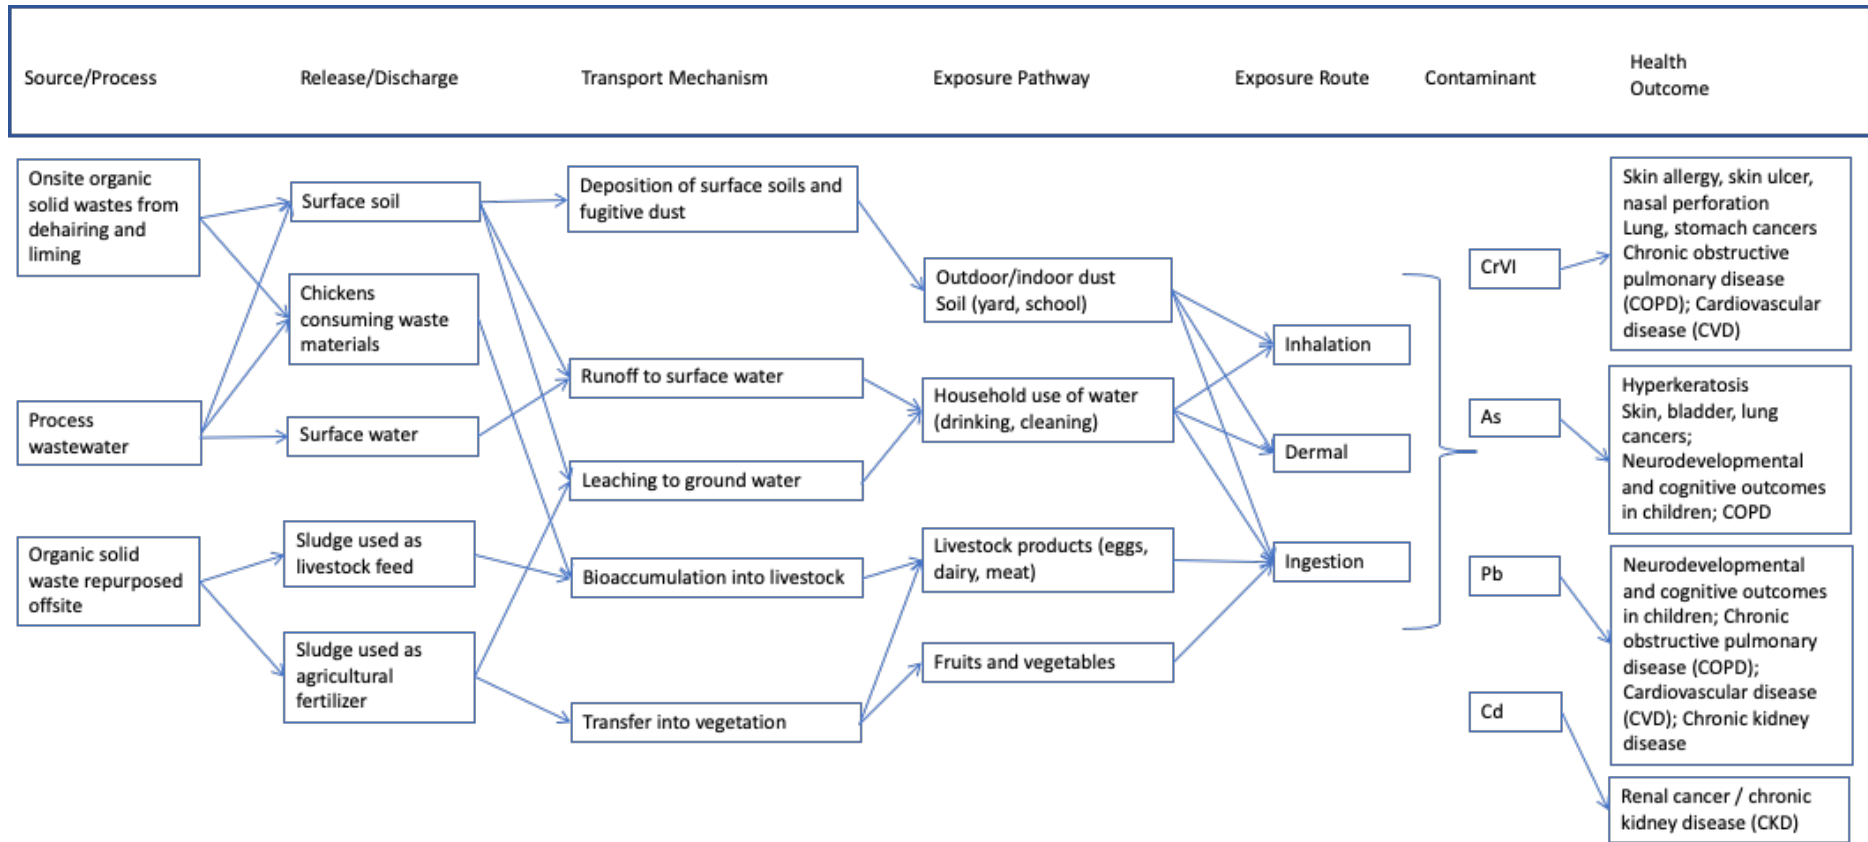 Source/Process
Release/Discharge
Transport Mechanism
Exposure Pathway
Exposure Route
Contaminant
Health
Outcome
Onsite organic
solid wastes from
dehairing and
liming
Process
wastewater
Organic solid
waste repurposed
offsite
Surface soil
Chickens
consuming waste
materials
Surface water
Sludge used as
livestock feed
Sludge used as
agricultural
fertilizer
Deposition of surface soils and
fugitive dust
Runoff to surface water
Leaching to ground water
Bioaccumulation into livestock
Transfer into vegetation
Outdoor/indoor dust
Soil (yard, school)
Household use of water
(drinking, cleaning)
Livestock products (eggs,
dairy, meat)
Fruits and vegetables
Inhalation
Dermal
Ingestion
CrVI
As
Pb
Cd
Skin allergy, skin ulcer,
nasal perforation
Lung, stomach cancers
Chronic obstructive
pulmonary disease
(COPD); Cardiovascular
disease (CVD)
Hyperkeratosis
Skin, bladder, lung
cancers;
Neurodevelopmental
and cognitive outcomes
in children; COPD
Neurodevelopmental
and cognitive outcomes
in children; Chronic
obstructive pulmonary
disease (COPD);
Cardiovascular disease
(CVD); Chronic kidney
disease
Renal cancer / chronic
kidney disease (CKD)